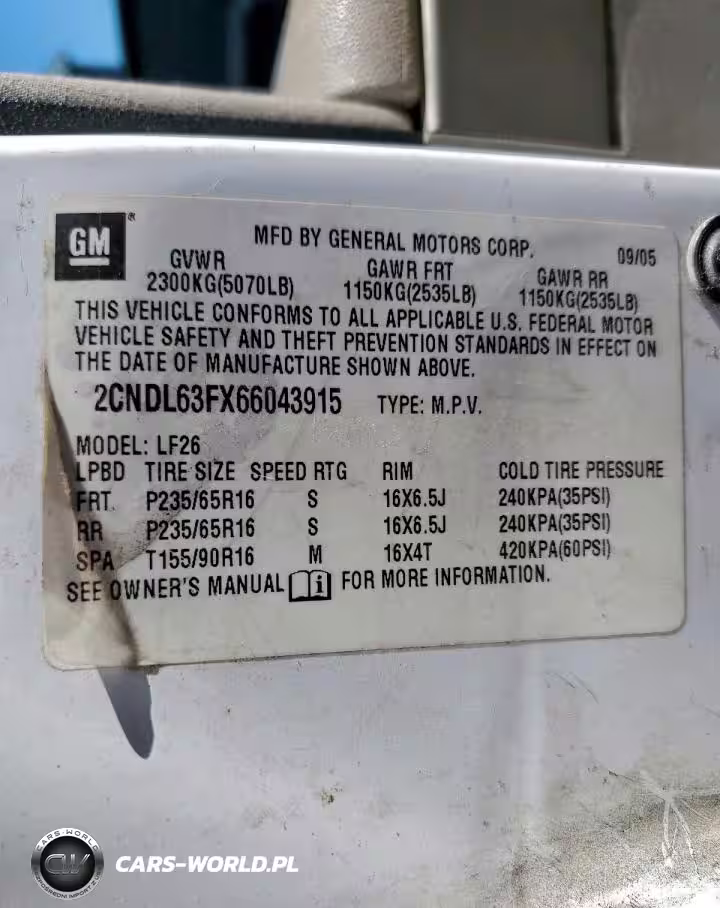 GM®
MFD BY GENERAL MOTORS CORP. 09/05
GVWR GAWR FRT GAWR RR
2300KG(5070LB) 1150KG(2535LB) 1150KG(2535LB)
THIS VEHICLE CONFORMS TO ALL APPLICABLE U.S. FEDERAL MOTOR
VEHICLE SAFETY AND THEFT PREVENTION STANDARDS IN EFFECT ON
THE DATE OF MANUFACTURE SHOWN ABOVE.
2CNDL63FX66043915 TYPE: M.P.V.
MODEL: LF26
LPBD TIRE SIZE SPEED RTG RIM COLD TIRE PRESSURE
FRT. P235/65R16 S 16X6.5J 240KPA(35PSI)
RR P235/65R16 S 16X6.5J 240KPA(35PSI)
SPA T155/90R16 M 16X4T 420KPA(60PSI)
SEE OWNER'S MANUAL i FOR MORE INFORMATION.
CARS-WORLD
CW
CARS-WORLD.PL